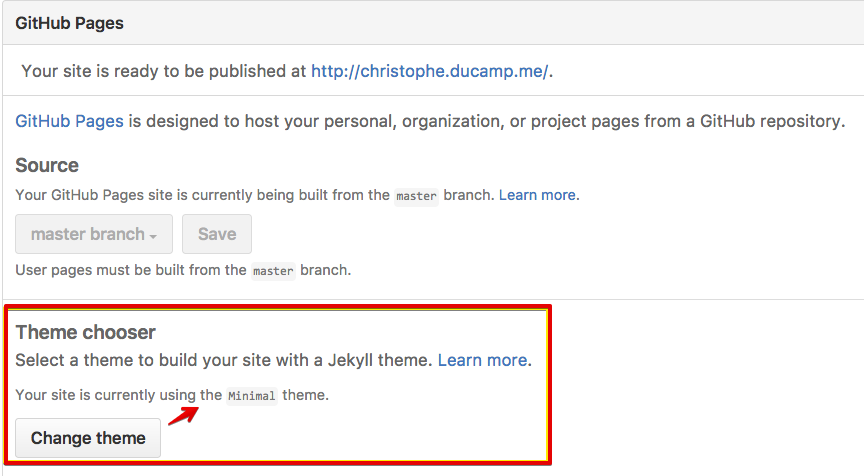 GitHub Pages
Your site is ready to be published at http://christophe.ducamp.me/.
GitHub Pages is designed to host your personal, organization, or project pages from a GitHub repository.
Source
Your GitHub Pages site is currently being built from the master branch. Learn more.
master branch Save
User pages must be built from the master branch.
Theme chooser
Select a theme to build your site with a Jekyll theme. Learn more.
Your site is currently using the Minimal theme.
Change theme